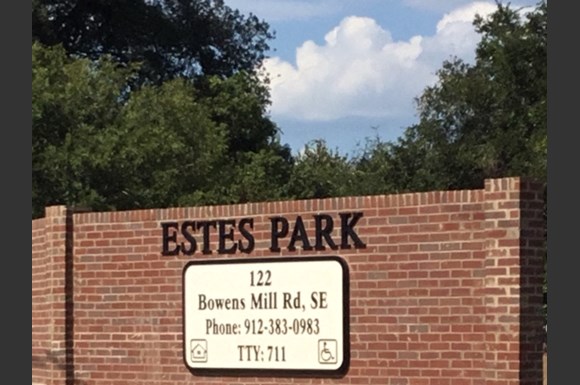 ESTES PARK
122
Bowens Mill Rd, SE
Phone: 912-383-0983
TTY: 711